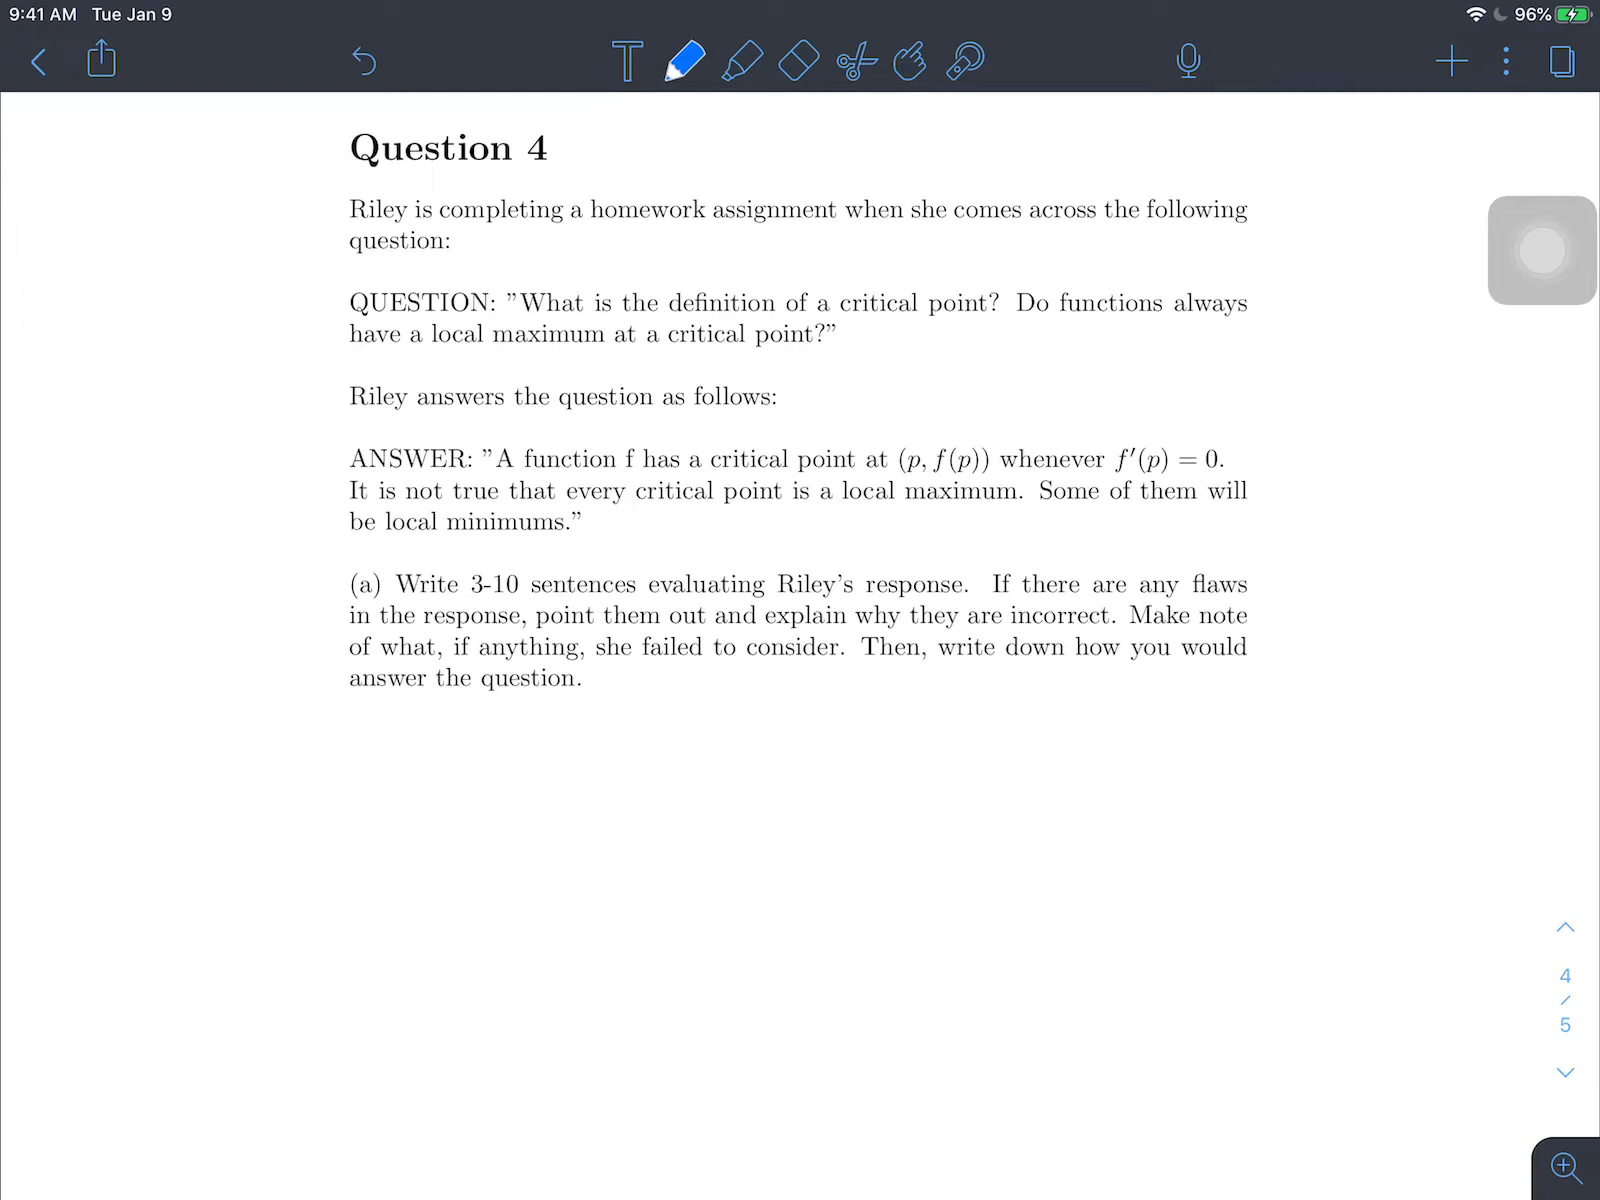 9:41 AM Tue Jan 9
96%
Question 4
Riley is completing a homework assignment when she comes across the following
question:
QUESTION: ”What is the definition of a critical point? Do functions always
have a local maximum at a critical point?”
Riley answers the question as follows:
ANSWER: ”A function f has a critical point at (p, f(p)) whenever f′(p) = 0.
It is not true that every critical point is a local maximum. Some of them will
be local minimums.”
(a) Write 3-10 sentences evaluating Riley’s response. If there are any flaws
in the response, point them out and explain why they are incorrect. Make note
of what, if anything, she failed to consider. Then, write down how you would
answer the question.
4
/
5